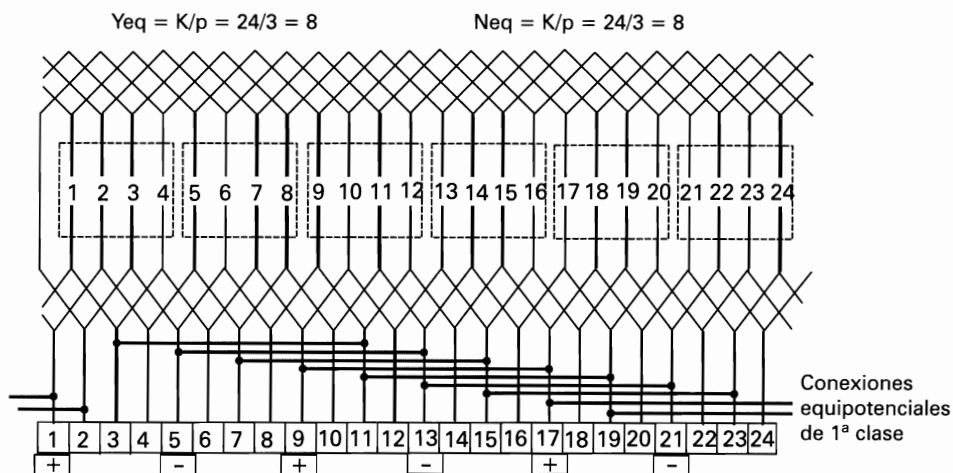 Yeq = K/p = 24/3 = 8 Neq = K/p = 24/3 = 8
1 2 3 4 5 6 7 8 9 10 11 12 13 14 15 16 17 18 19 20 21 22 23 24
Conexiones
equipotenciales
de 1ª clase
1 2 3 4 5 6 7 8 9 10 11 12 13 14 15 16 17 18 19 20 21 22 23 24
+ - + - + -